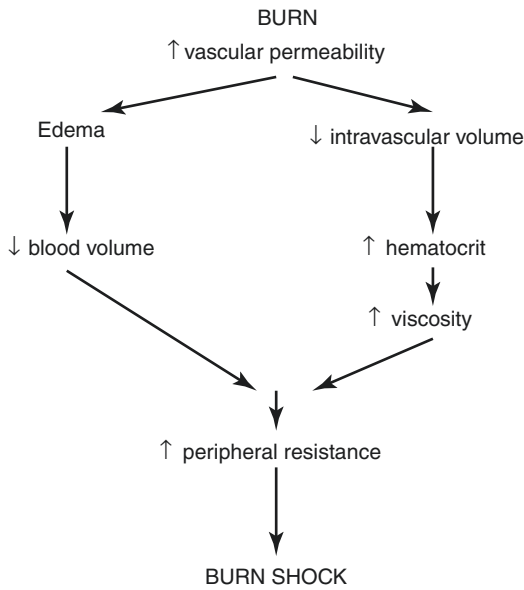 BURN
↑ vascular permeability
Edema
↓ intravascular volume
↓ blood volume
↑ hematocrit
↑ viscosity
↑ peripheral resistance
BURN SHOCK